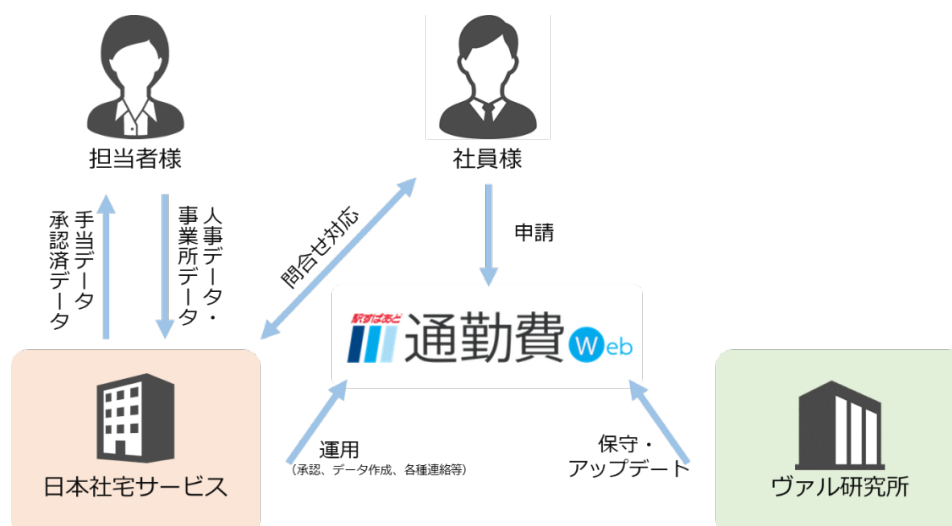 担当者様
社員様
手当データ
承認済データ
人事データ・
事業所データ
問合せ対応
申請
駅すぱあと
通勤費Web
運用
(承認、データ作成、各種連絡等)
保守・
アップデート
日本社宅サービス
ヴァル研究所